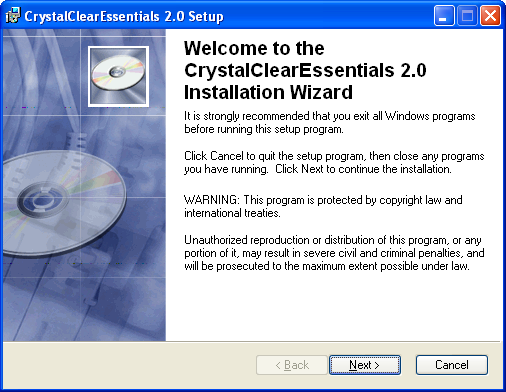 CrystalClearEssentials 2.0 Setup
Welcome to the
CrystalClearEssentials 2.0
Installation Wizard
It is strongly recommended that you exit all Windows programs
before running this setup program.
Click Cancel to quit the setup program, then close any programs
you have running.  Click Next to continue the installation.
WARNING: This program is protected by copyright law and
international treaties.
Unauthorized reproduction or distribution of this program, or any
portion of it, may result in severe civil and criminal penalties, and
will be prosecuted to the maximum extent possible under law.
< Back Next > Cancel